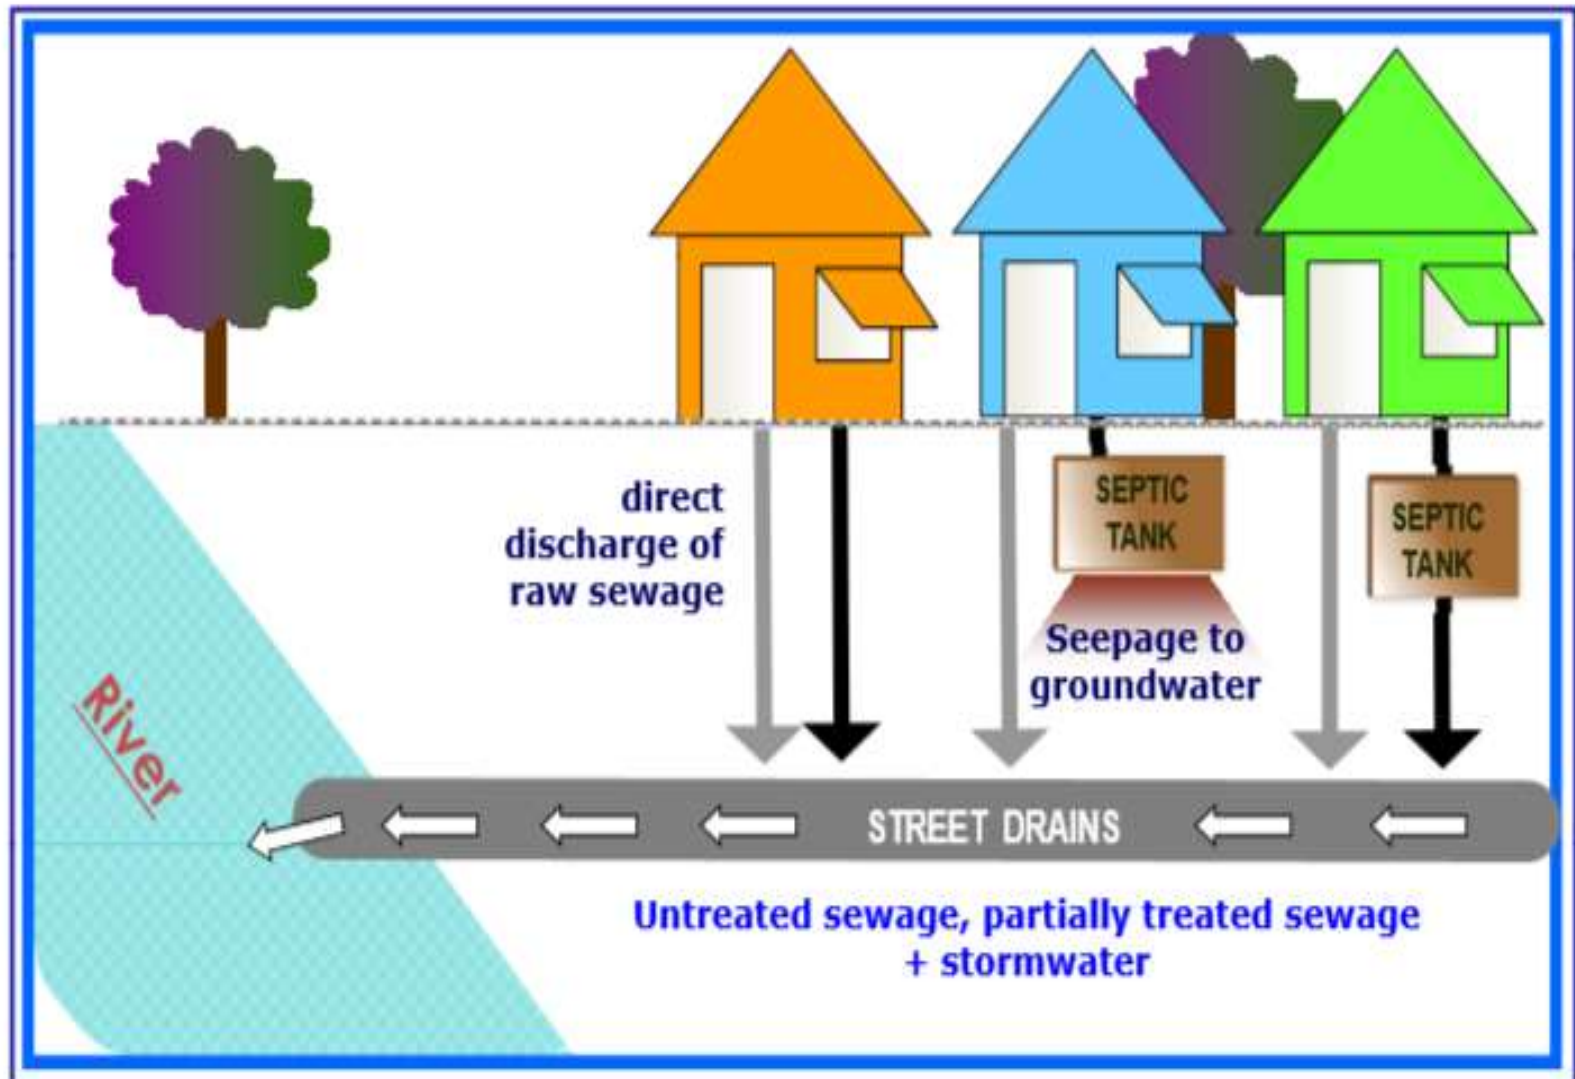 direct
discharge of
raw sewage
SEPTIC
TANK
Seepage to
groundwater
SEPTIC
TANK
River
STREET DRAINS
Untreated sewage, partially treated sewage
+ stormwater